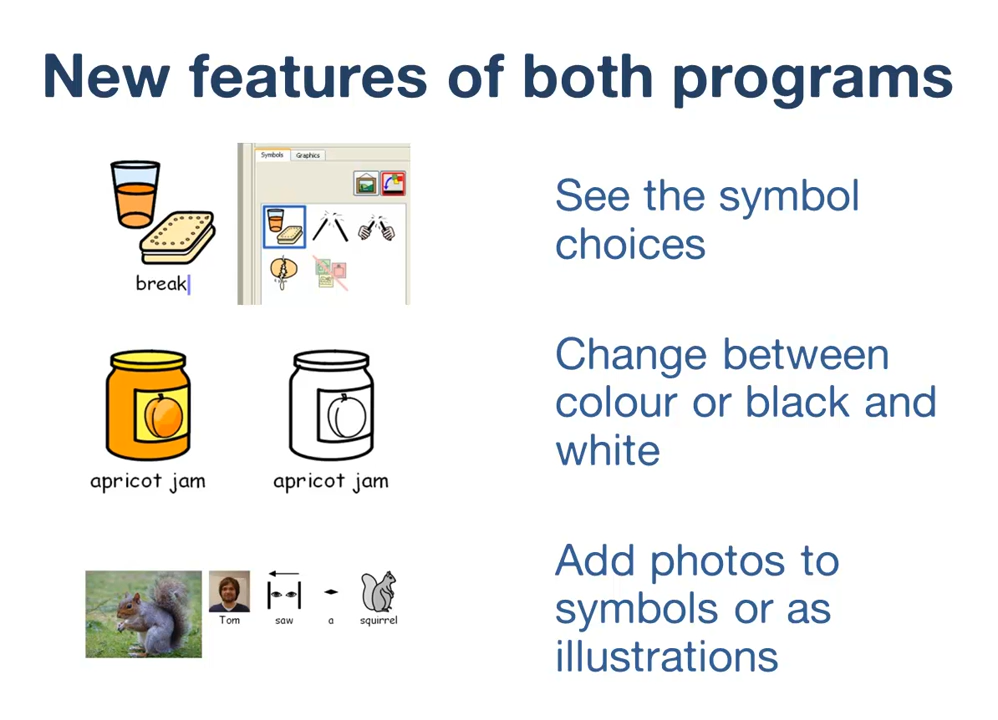 New features of both programs
Symbols Graphics
break
See the symbol
choices
apricot jam
apricot jam
Change between
colour or black and
white
Tom saw a squirrel
Add photos to
symbols or as
illustrations